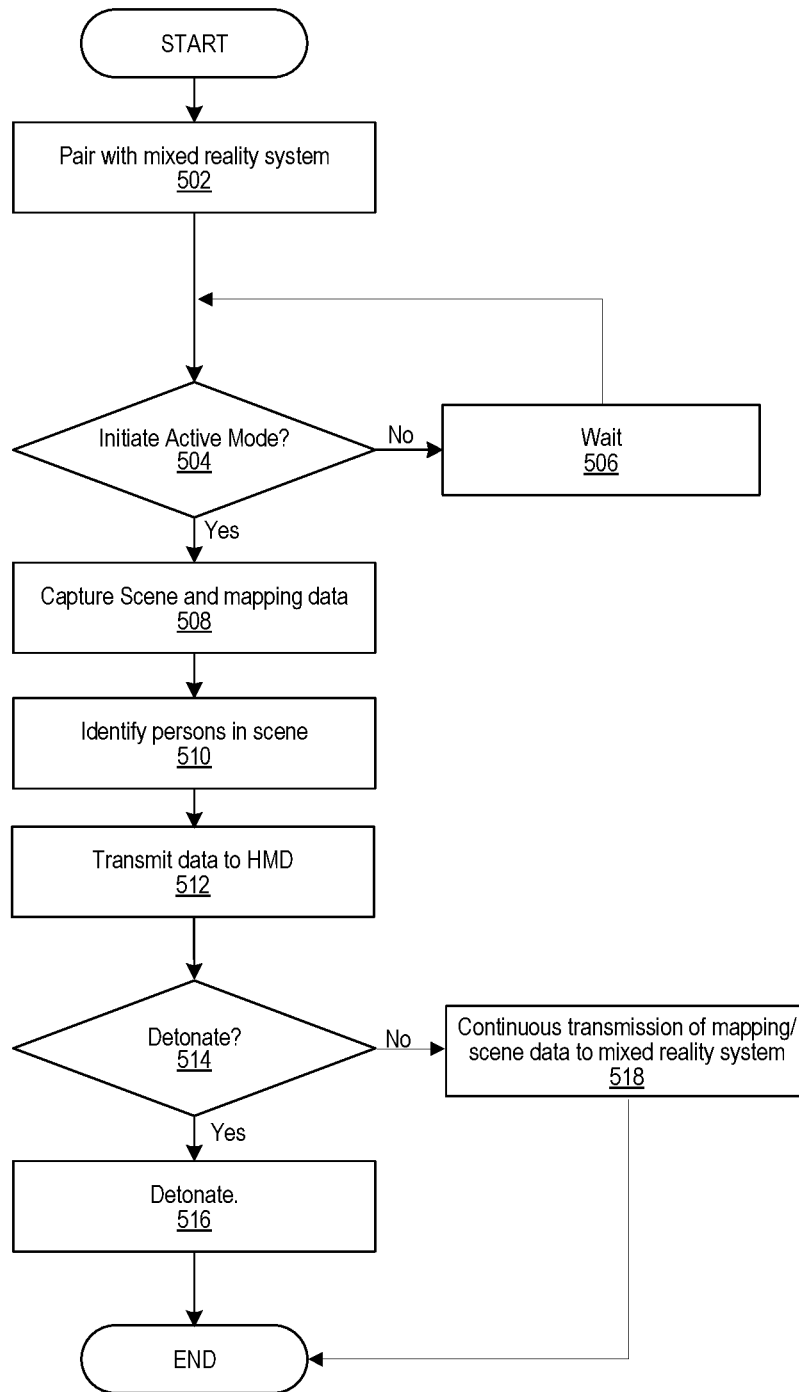 START
Pair with mixed reality system
502
Initiate Active Mode?
504
No
Wait
506
Yes
Capture Scene and mapping data
508
Identify persons in scene
510
Transmit data to HMD
512
Detonate?
514
No
Continuous transmission of mapping/
scene data to mixed reality system
518
Yes
Detonate.
516
END